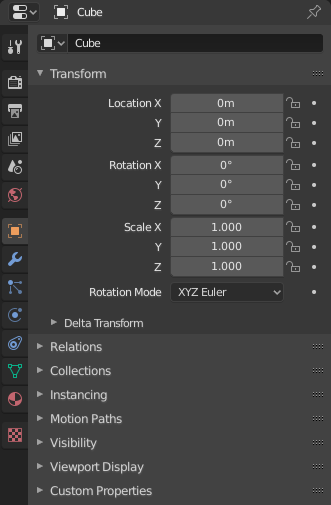 Cube
Cube
Transform
Location X 0m
Y 0m
Z 0m
Rotation X 0°
Y 0°
Z 0°
Scale X 1.000
Y 1.000
Z 1.000
Rotation Mode XYZ Euler
Delta Transform
Relations
Collections
Instancing
Motion Paths
Visibility
Viewport Display
Custom Properties